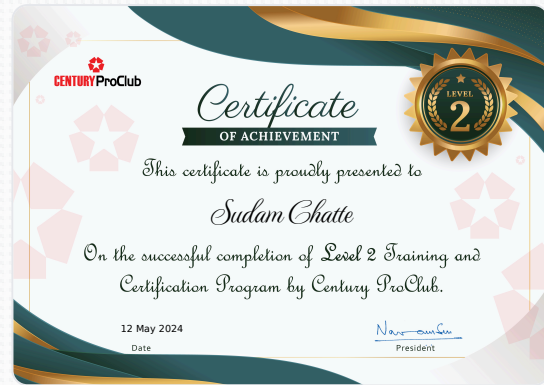 CENTURY ProClub
LEVEL
2
Certificate
OF ACHIEVEMENT
This certificate is proudly presented to
Sudam Chatte
On the successful completion of Level 2 Training and
Certification Program by Century ProClub.
12 May 2024
Date
President